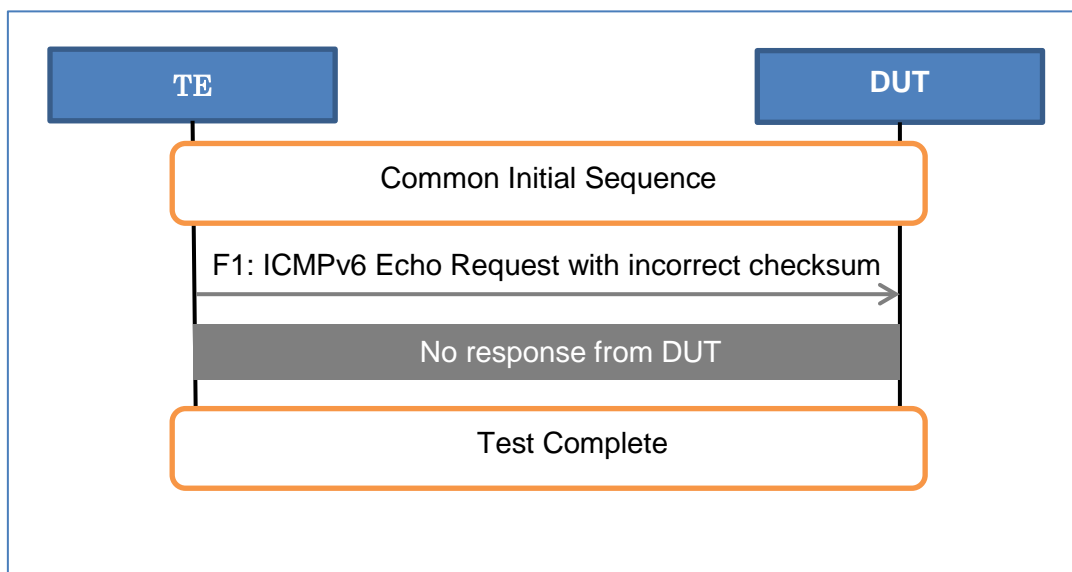 TE
DUT
Common Initial Sequence
F1: ICMPv6 Echo Request with incorrect checksum
No response from DUT
Test Complete